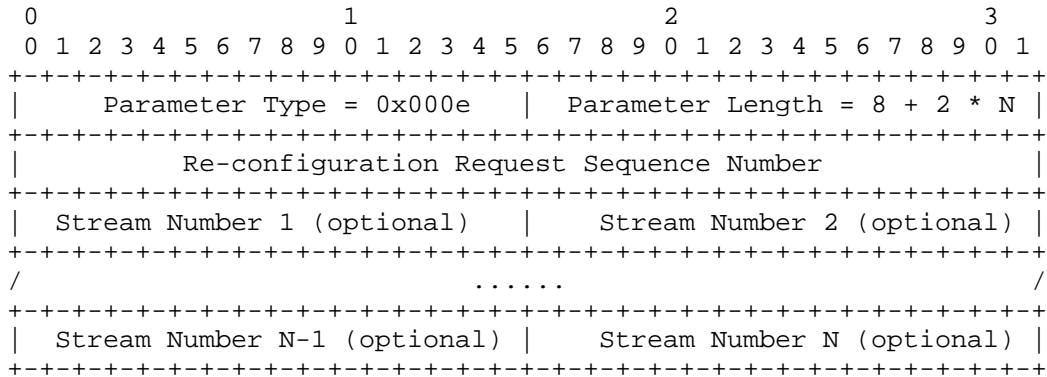 0                   1                   2                   3
 0 1 2 3 4 5 6 7 8 9 0 1 2 3 4 5 6 7 8 9 0 1 2 3 4 5 6 7 8 9 0 1
+-+-+-+-+-+-+-+-+-+-+-+-+-+-+-+-+-+-+-+-+-+-+-+-+-+-+-+-+-+-+-+-+
|     Parameter Type = 0x000e   |  Parameter Length = 8 + 2 * N |
+-+-+-+-+-+-+-+-+-+-+-+-+-+-+-+-+-+-+-+-+-+-+-+-+-+-+-+-+-+-+-+-+
|          Re-configuration Request Sequence Number             |
+-+-+-+-+-+-+-+-+-+-+-+-+-+-+-+-+-+-+-+-+-+-+-+-+-+-+-+-+-+-+-+-+
|  Stream Number 1 (optional)   |    Stream Number 2 (optional) |
+-+-+-+-+-+-+-+-+-+-+-+-+-+-+-+-+-+-+-+-+-+-+-+-+-+-+-+-+-+-+-+-+
/                            ......                             /
+-+-+-+-+-+-+-+-+-+-+-+-+-+-+-+-+-+-+-+-+-+-+-+-+-+-+-+-+-+-+-+-+
|  Stream Number N-1 (optional) |    Stream Number N (optional) |
+-+-+-+-+-+-+-+-+-+-+-+-+-+-+-+-+-+-+-+-+-+-+-+-+-+-+-+-+-+-+-+-+